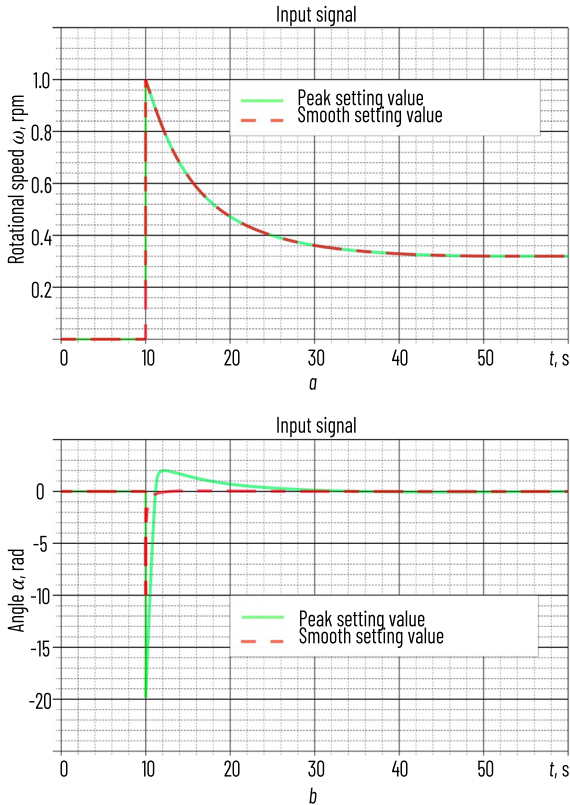 Input signal
Rotational speed ω, rpm
1.0
0.8
0.6
0.4
0.2
Peak setting value
Smooth setting value
0 10 20 30 40 50 t, s
a
Input signal
Angle α, rad
0
-5
-10
-15
-20
Peak setting value
Smooth setting value
0 10 20 30 40 50 t, s
b